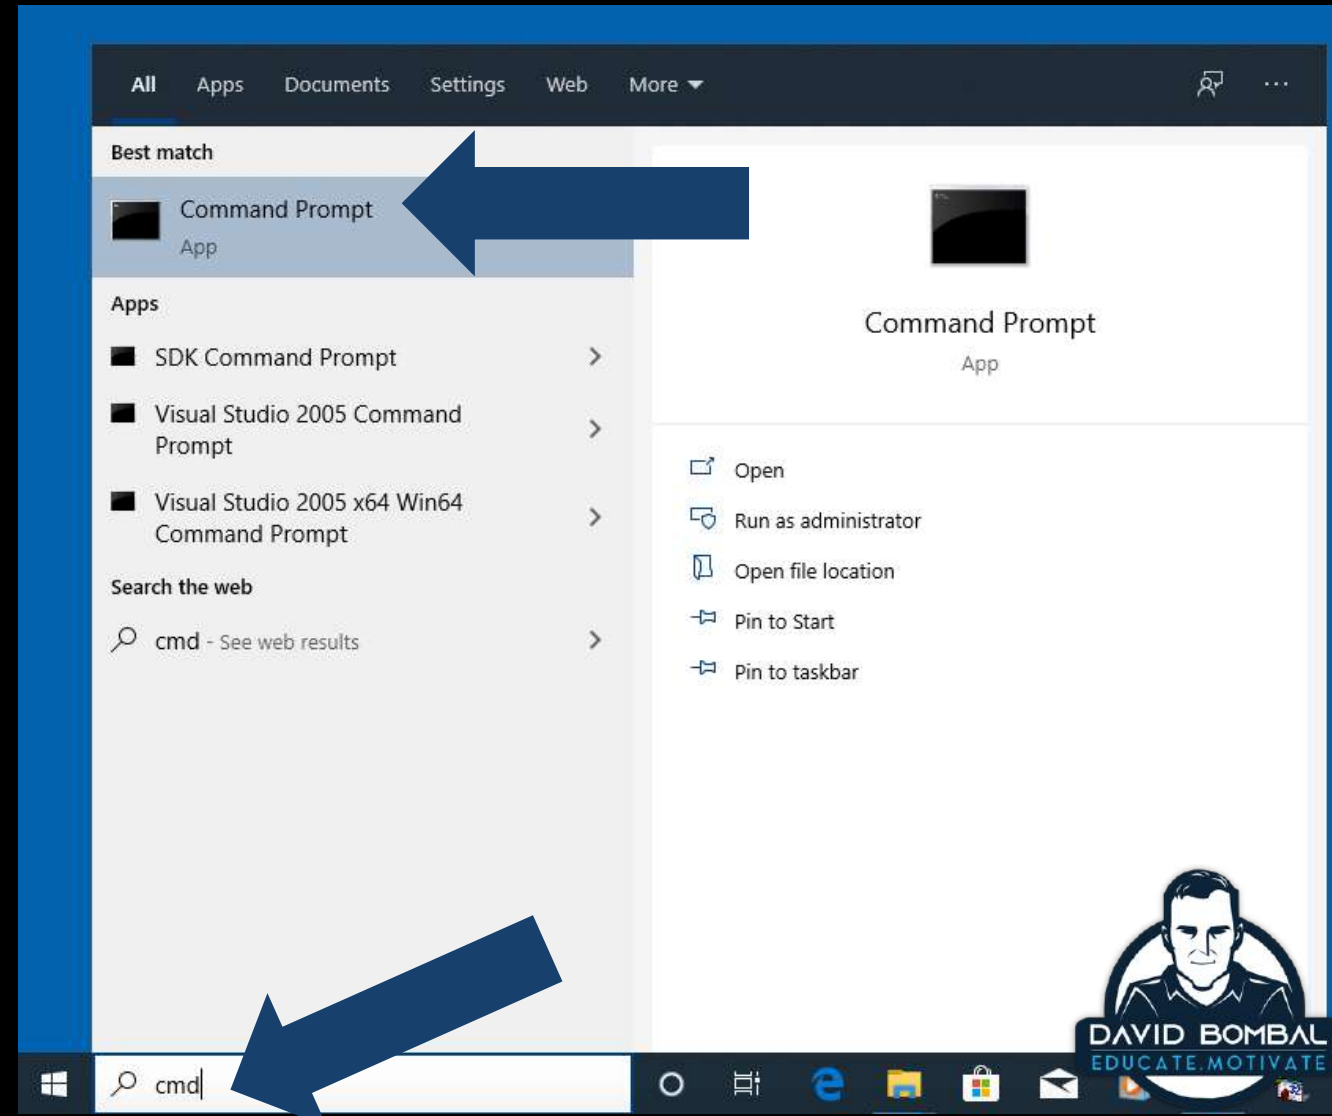 All Apps Documents Settings Web More
Best match
Command Prompt
App
Apps
SDK Command Prompt
Visual Studio 2005 Command
Prompt
Visual Studio 2005 x64 Win64
Command Prompt
Search the web
cmd - See web results
Command Prompt
App
Open
Run as administrator
Open file location
Pin to Start
Pin to taskbar
DAVID BOMBAL
EDUCATE.MOTIVATE
cmd